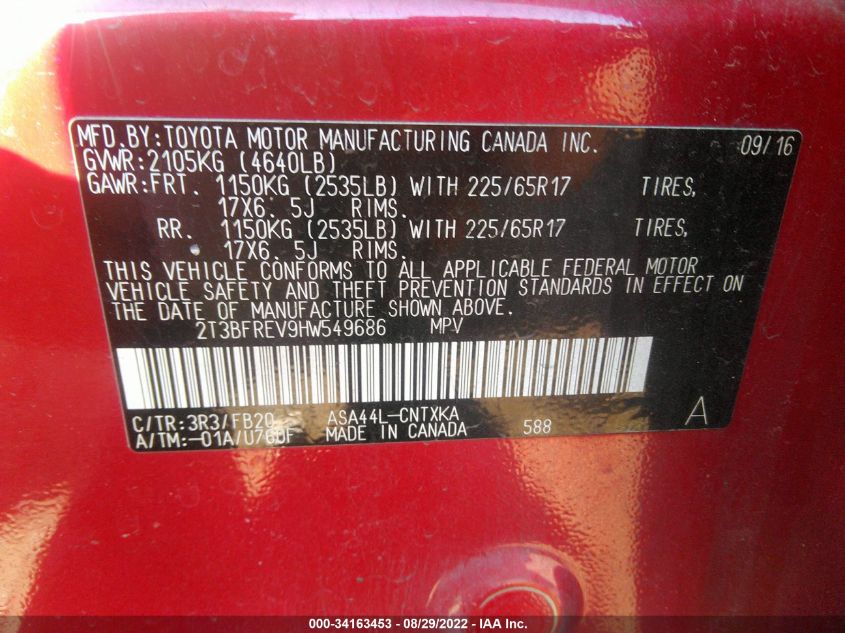 MFD.BY:TOYOTA MOTOR MANUFACTURING CANADA INC. 09/16
GVWR:2105KG (4640LB)
GAWR:FRT. 1150KG (2535LB) WITH 225/65R17 TIRES,
17X6. 5J RIMS.
RR. 1150KG (2535LB) WITH 225/65R17 TIRES,
17X6. 5J RIMS.
THIS VEHICLE CONFORMS TO ALL APPLICABLE FEDERAL MOTOR
VEHICLE SAFETY AND THEFT PREVENTION STANDARDS IN EFFECT ON
THE DATE OF MANUFACTURE SHOWN ABOVE.
2T3BFREV9HW549686 MPV
C/TR:3R3/FB20 ASA44L-CNTXKA A
A/TM:-01A/U760F MADE IN CANADA 588
000-34163453 - 08/29/2022 - IAA Inc.